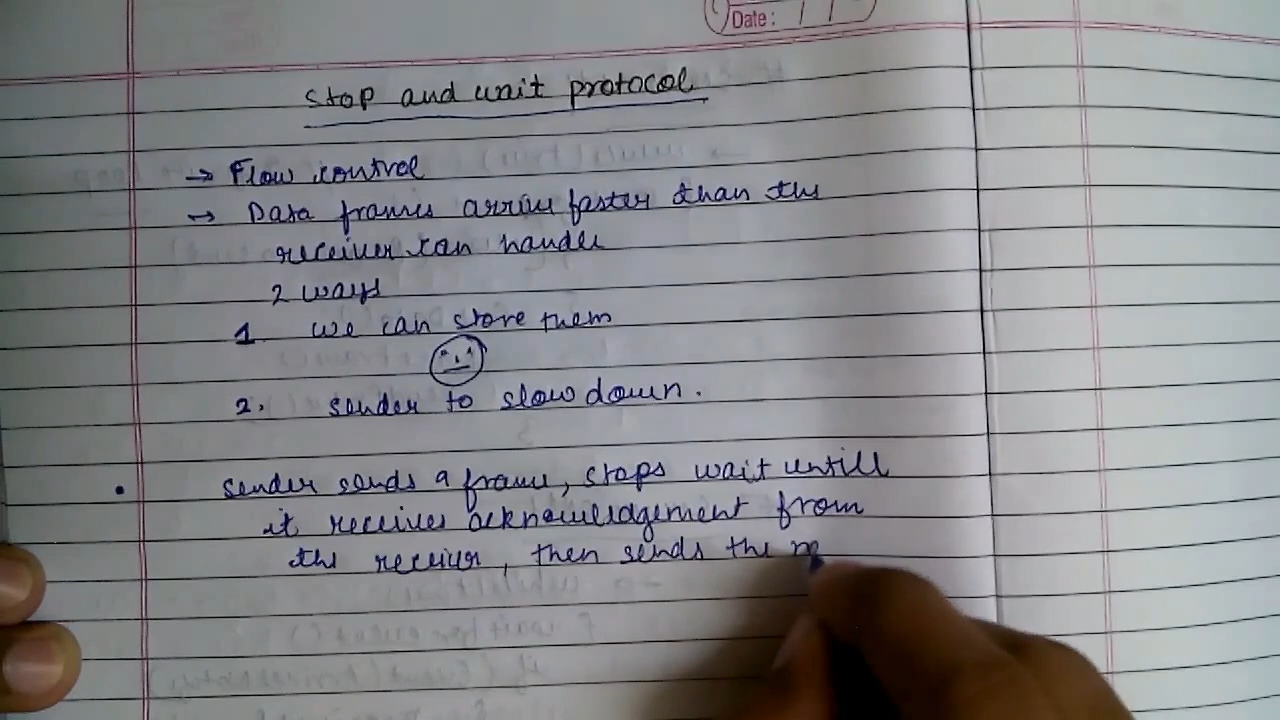 Date : / /
Stop and wait protocol
→ Flow control
→ Data frames arrive faster than the
receiver can handle
2 ways
1. we can store them
2. sender to slow down.
• sender sends a frame, stops wait untill
it receives acknowledgement from
the receiver, then sends the